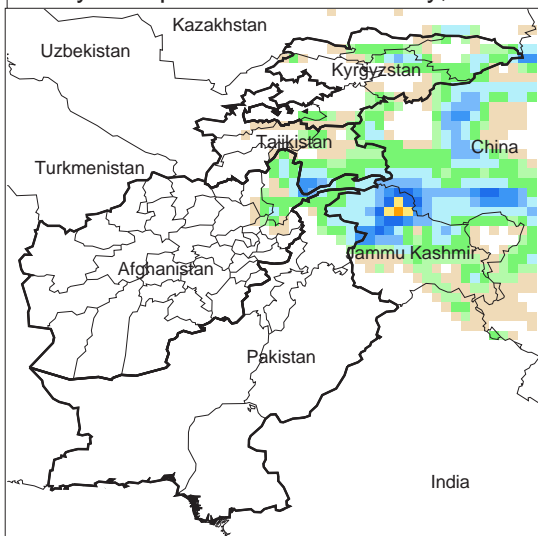 Kazakhstan
Uzbekistan
Kyrgyzstan
Tajikistan
China
Turkmenistan
Jammu Kashmir
Afghanistan
Pakistan
India